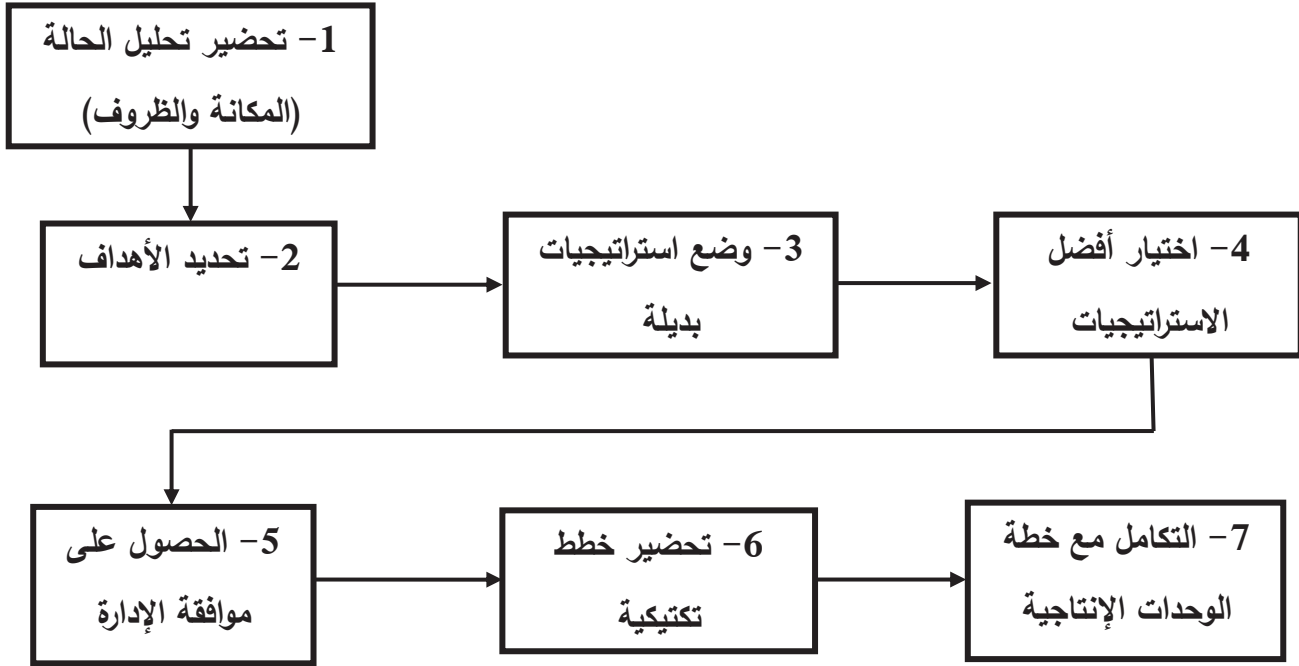 1- تحضير تحليل الحالة
(المكانة والظروف)
2- تحديد الأهداف
3- وضع استراتيجيات
بديلة
4- اختيار أفضل
الاستراتيجيات
5- الحصول على
موافقة الإدارة
6- تحضير خطط
تكتيكية
7- التكامل مع خطة
الوحدات الإنتاجية